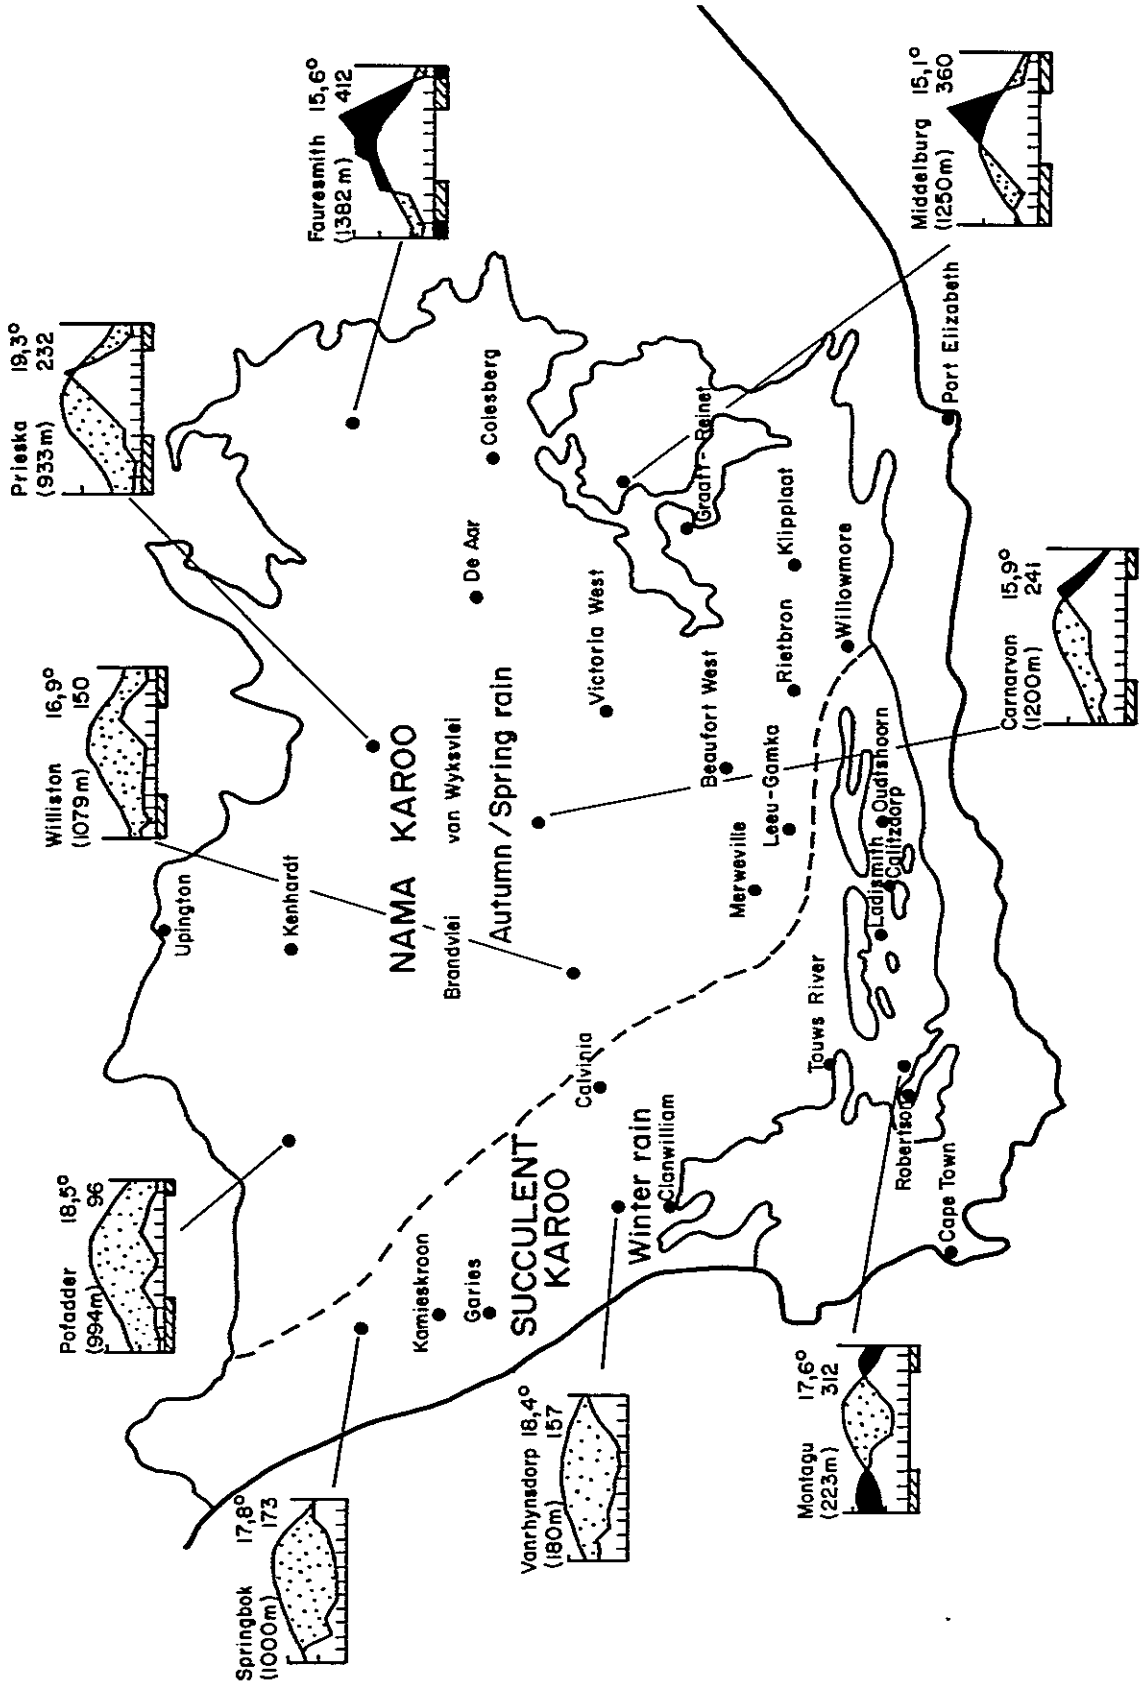 Prieska 19,3°
(933m) 232
Fauresmith 15,6°
(1382 m) 412
Williston 16,9°
(1079m) 150
Pofadder 18,5°
(994m) 96
Springbok 17,8°
(1000m) 173
Vanrhynsdorp 18,4°
(180m) 157
Montagu 17,6°
(223m) 312
Carnarvon 15,9°
(1200m) 241
Middelburg 15,1°
(1250m) 360
Upington
Kenhardt
NAMA KAROO
Brandvlei
van Wyksvlei
Autumn/Spring rain
De Aar
Colesberg
Victoria West
Graaff-Reinet
Beaufort West
Merweville
Leeu-Gamka
Rietbron
Klipplaat
Willowmore
Port Elizabeth
Kamieskroon
Garies
SUCCULENT
KAROO
Winter rain
Calvinia
Clanwilliam
Touws River
Ladismith
Calitzdorp
Oudtshoorn
Robertson
Cape Town